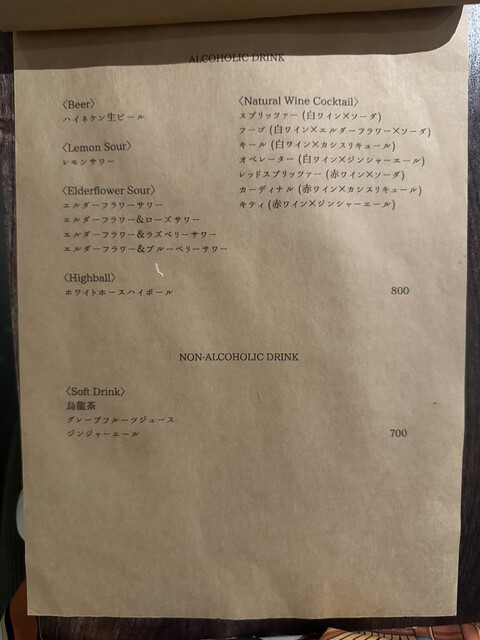 ALCOHOLIC DRINK
〈Beer〉
ハイネケン生ビール
〈Lemon Sour〉
レモンサワー
〈Elderflower Sour〉
エルダーフラワーサワー
エルダーフラワー&ローズサワー
エルダーフラワー&ラズベリーサワー
エルダーフラワー&ブルーベリーサワー
〈Highball〉
ホワイトホースハイボール
〈Natural Wine Cocktail〉
スプリッツァー (白ワイン×ソーダ)
フーゴ (白ワイン×エルダーフラワー×ソーダ)
キール (白ワイン×カシスリキュール)
オペレーター (白ワイン×ジンシャーエール)
レッドスプリッツァー (赤ワイン×ソーダ)
カーディナル (赤ワイン×カシスリキュール)
キティ (赤ワイン×ジンシャーエール)
800
NON-ALCOHOLIC DRINK
〈Soft Drink〉
烏龍茶
グレープフルーツジュース
ジンジャーエール
700